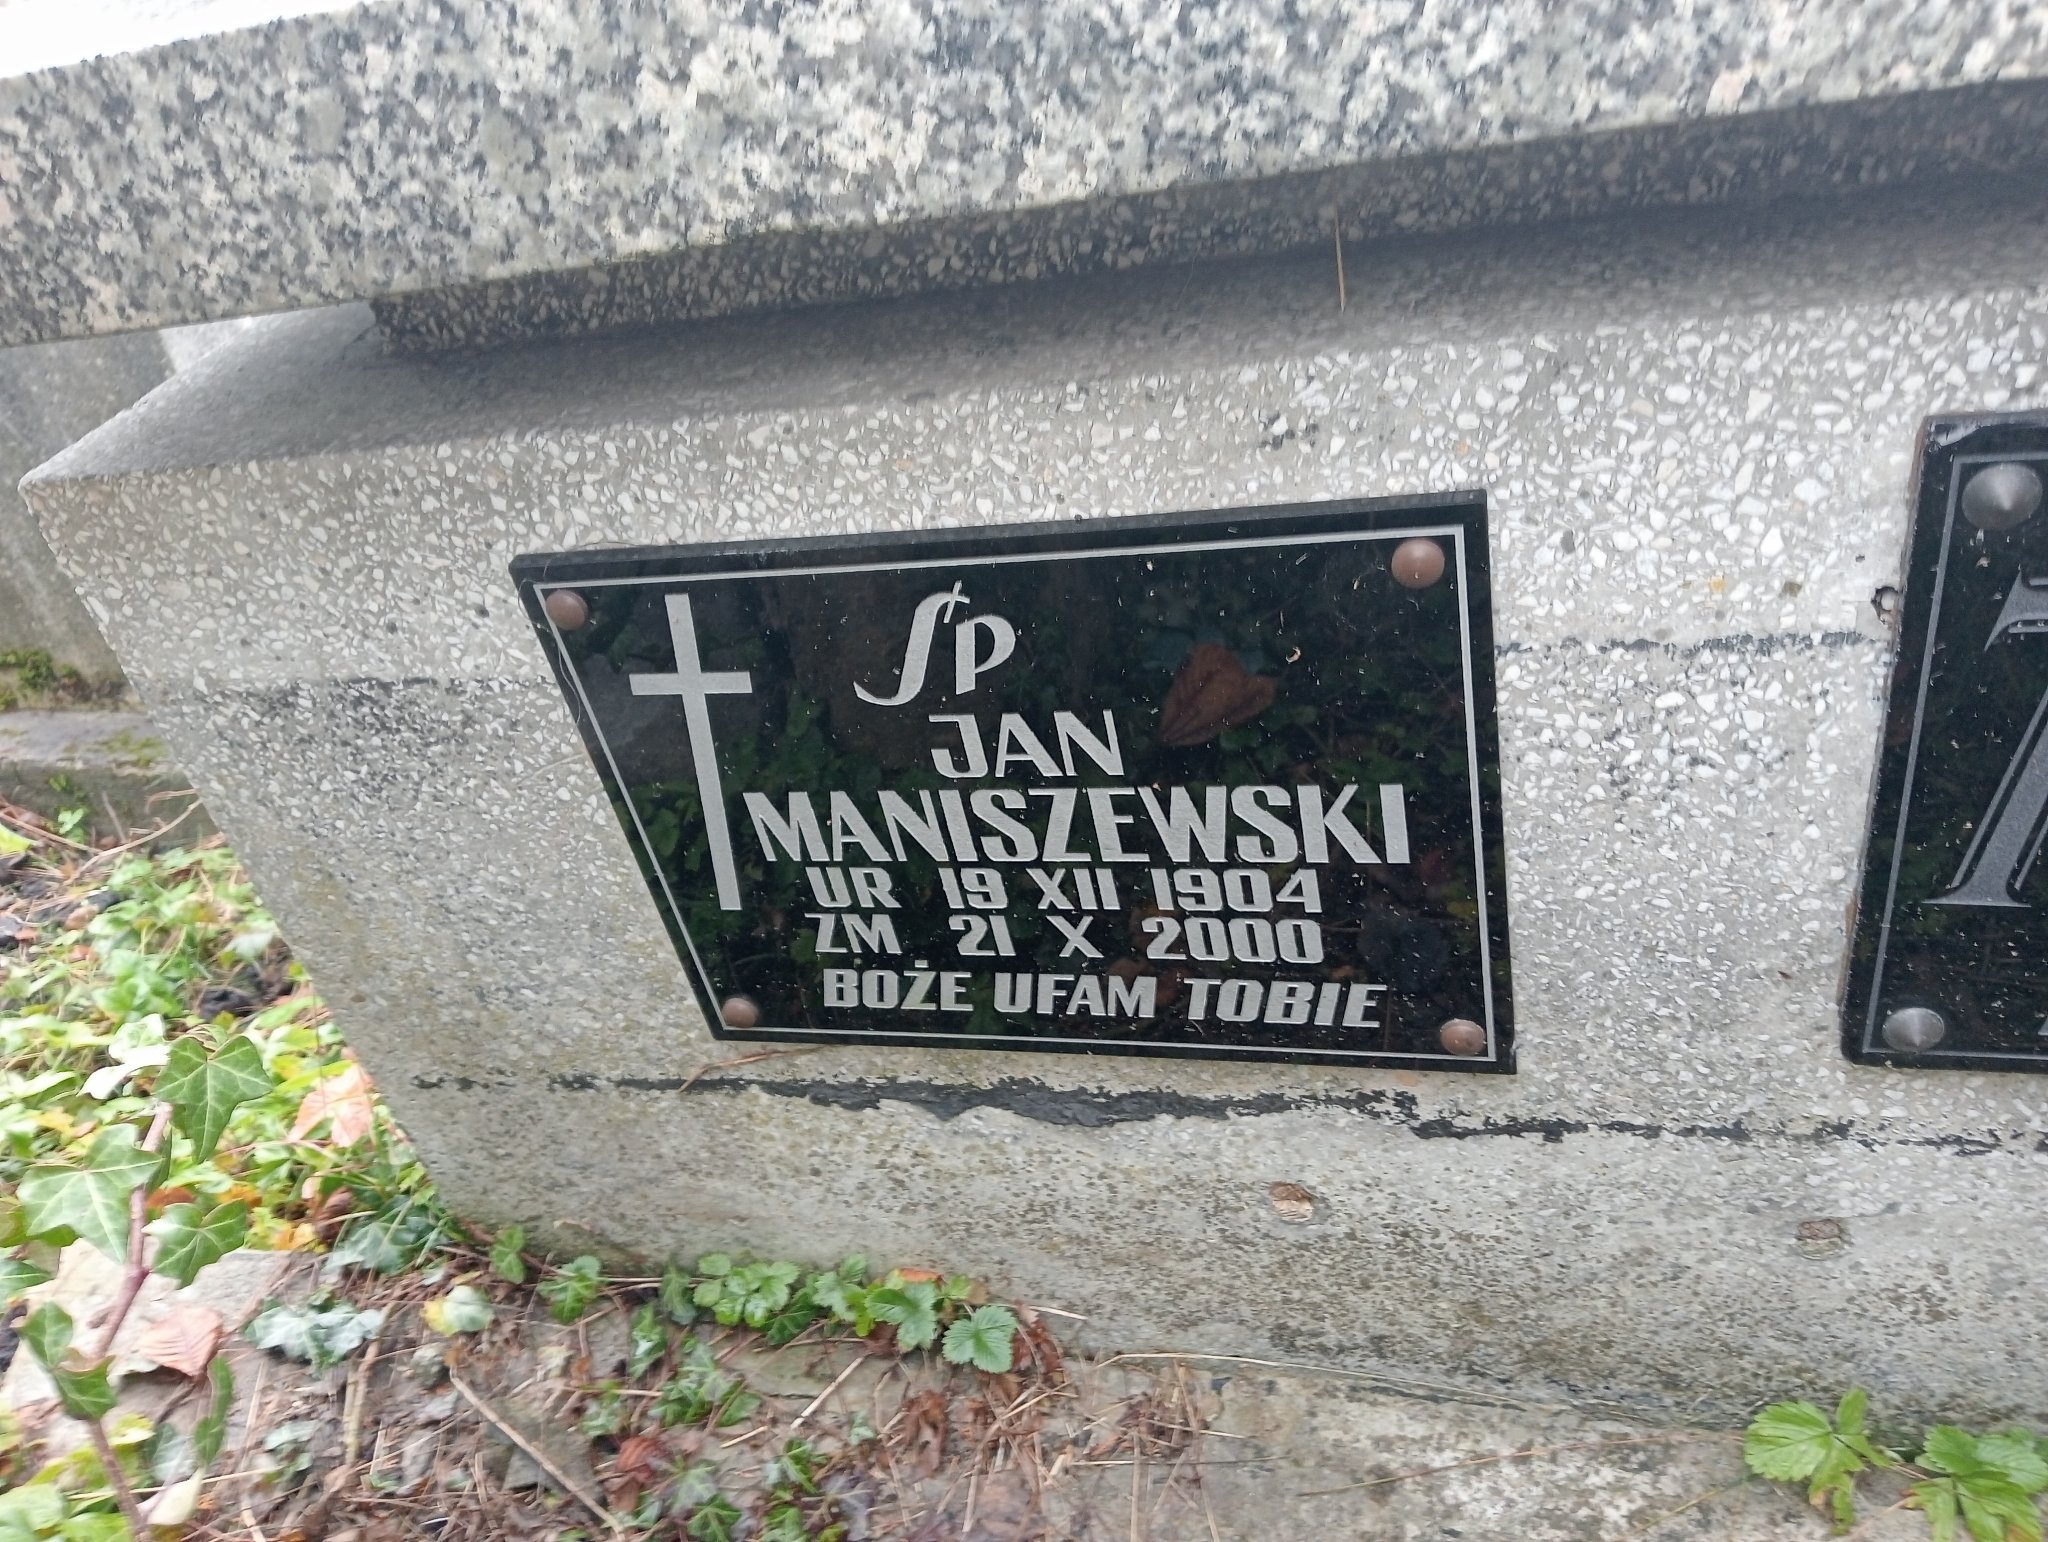 ŚP
JAN
MANISZEWSKI
UR 19 XII 1904
ZM 21 X 2000
BOŻE UFAM TOBIE